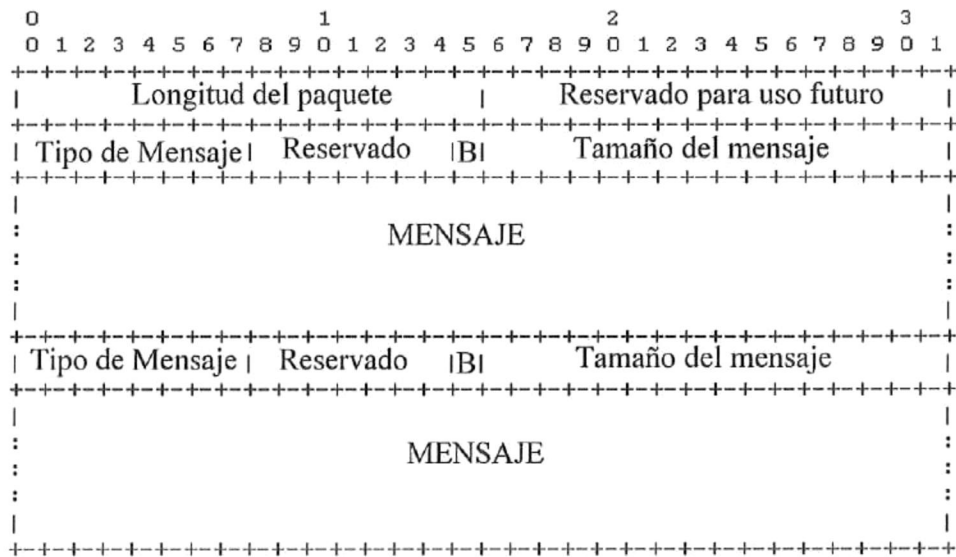 0 1 2 3
0 1 2 3 4 5 6 7 8 9 0 1 2 3 4 5 6 7 8 9 0 1 2 3 4 5 6 7 8 9 0 1
+-+-+-+-+-+-+-+-+-+-+-+-+-+-+-+-+-+-+-+-+-+-+-+-+-+-+-+-+-+-+-+-+
| Longitud del paquete | Reservado para uso futuro |
+-+-+-+-+-+-+-+-+-+-+-+-+-+-+-+-+-+-+-+-+-+-+-+-+-+-+-+-+-+-+-+-+
| Tipo de Mensaje | Reservado |B| Tamaño del mensaje |
+-+-+-+-+-+-+-+-+-+-+-+-+-+-+-+-+-+-+-+-+-+-+-+-+-+-+-+-+-+-+-+-+
| |
: MENSAJE :
: :
: :
| |
+-+-+-+-+-+-+-+-+-+-+-+-+-+-+-+-+-+-+-+-+-+-+-+-+-+-+-+-+-+-+-+-+
| Tipo de Mensaje | Reservado |B| Tamaño del mensaje |
+-+-+-+-+-+-+-+-+-+-+-+-+-+-+-+-+-+-+-+-+-+-+-+-+-+-+-+-+-+-+-+-+
| |
: MENSAJE :
: :
: :
| |
+-+-+-+-+-+-+-+-+-+-+-+-+-+-+-+-+-+-+-+-+-+-+-+-+-+-+-+-+-+-+-+-+